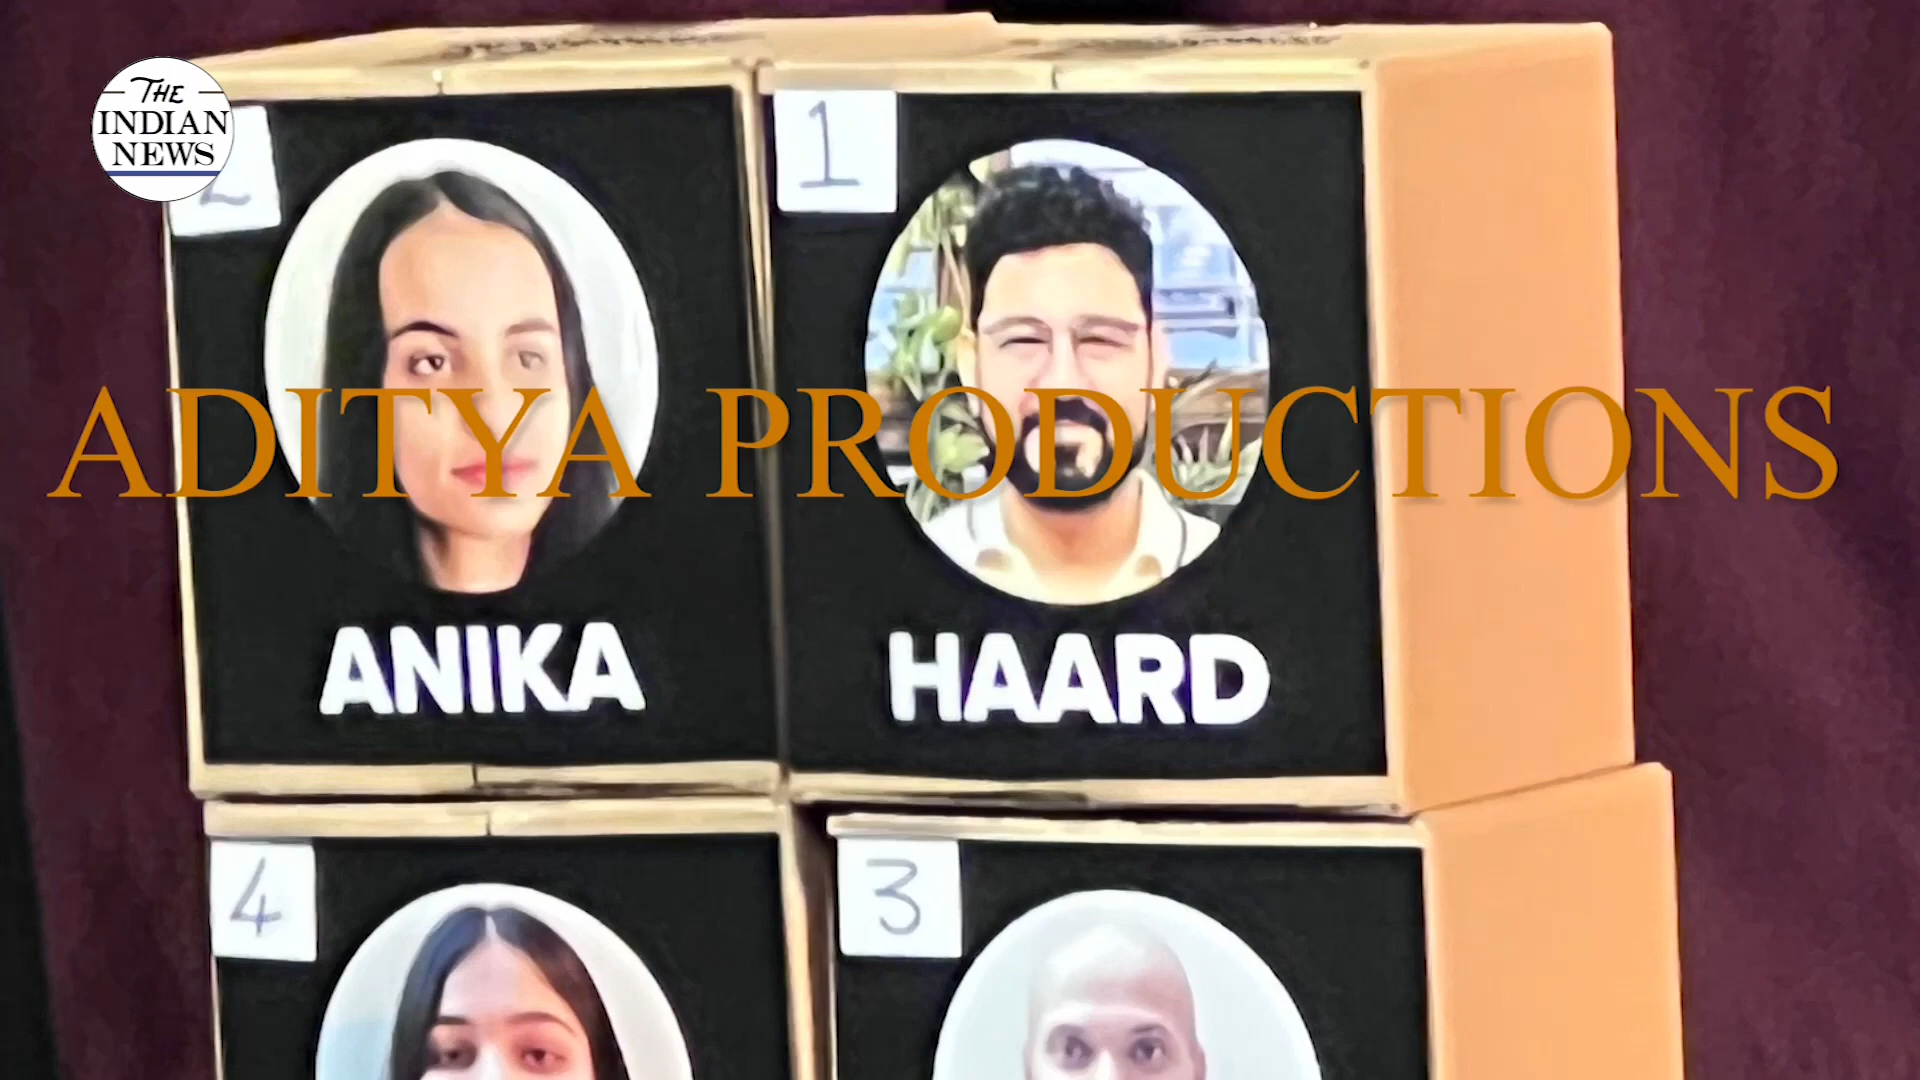 THE
INDIAN
NEWS
1
ADITYA PRODUCTIONS
ANIKA
HAARD
4
3